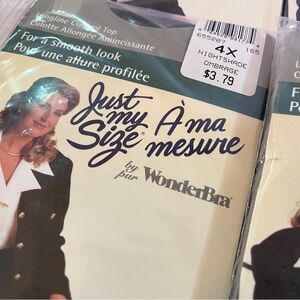 Longline Control Top
Culotte Allongée Amincissante
For a smooth look
Pour une allure profilée
4X
NIGHTSHADE
OMBRAGE
$3.79
Just
my
Size
À ma
mesure
by
par
WonderBra